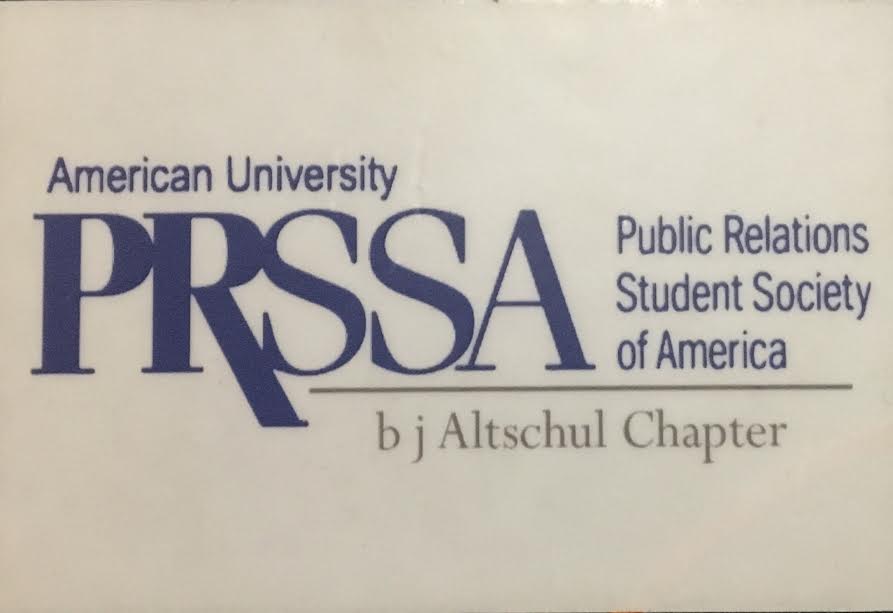 American University
PRSSA
Public Relations
Student Society
of America
b j Altschul Chapter